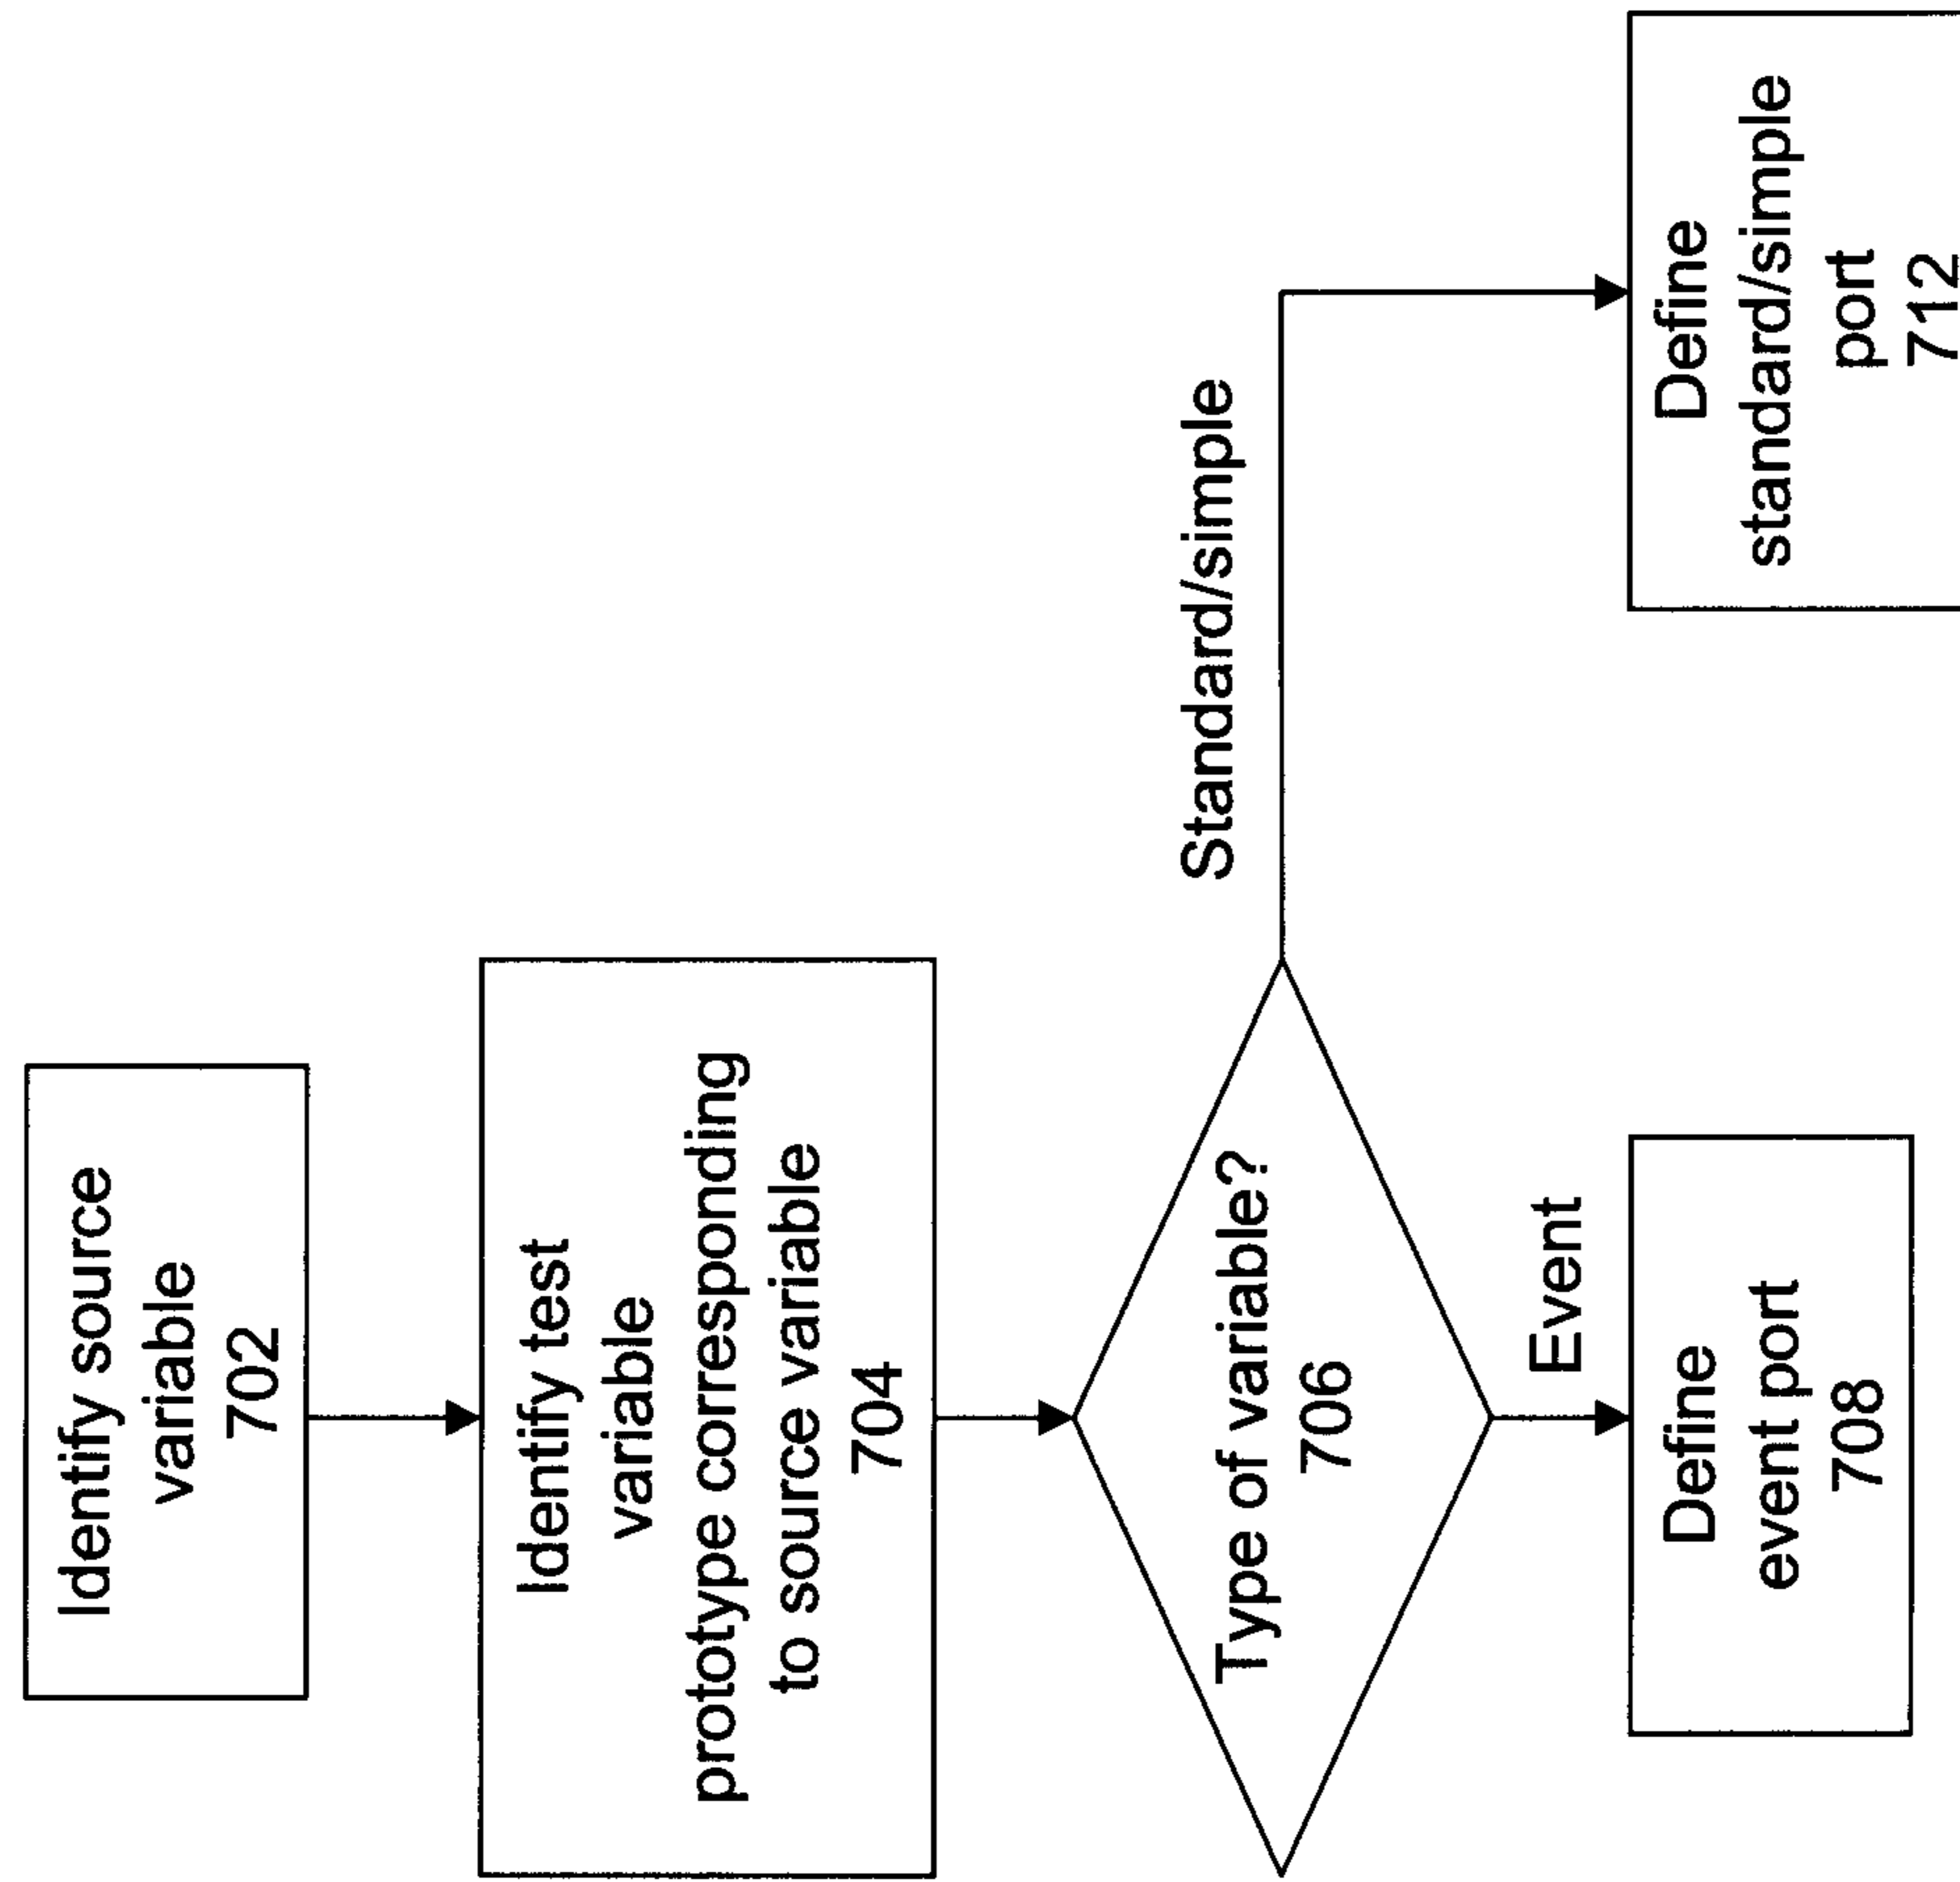 Identify source
variable
702
Identify test
variable
prototype corresponding
to source variable
704
Type of variable?
706
Standard/simple
Event
Define
event port
708
Define
standard/simple
port
712